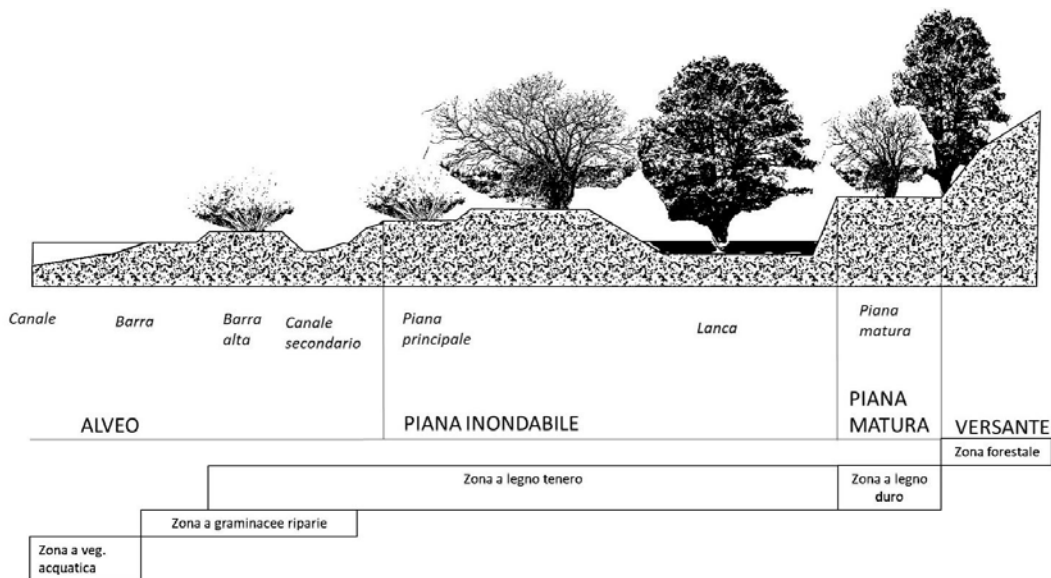 Canale
Barra
Barra
alta
Canale
secondario
Piana
principale
Lanca
Piana
matura
ALVEO
PIANA INONDABILE
PIANA
MATURA
VERSANTE
Zona forestale
Zona a legno tenero
Zona a legno
duro
Zona a graminacee riparie
Zona a veg.
acquatica